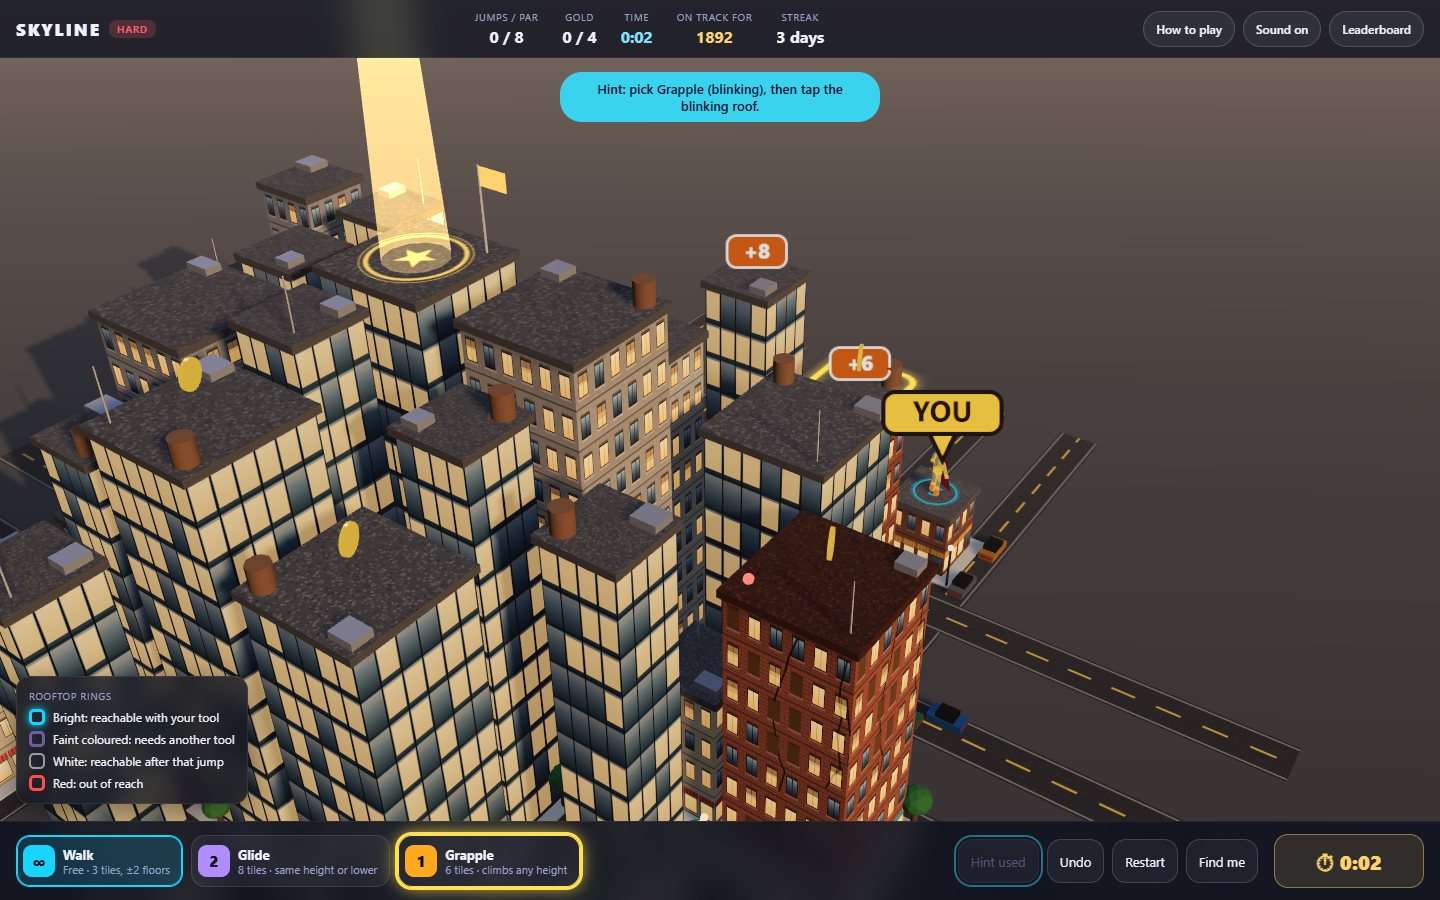 SKYLINE HARD
JUMPS / PAR
0 / 8
GOLD
0 / 4
TIME
0:02
ON TRACK FOR
1892
STREAK
3 days
How to play
Sound on
Leaderboard
Hint: pick Grapple (blinking), then tap the
blinking roof.
+8
+6
YOU
ROOFTOP RINGS
Bright: reachable with your tool
Faint coloured: needs another tool
White: reachable after that jump
Red: out of reach
∞ Walk
Free · 3 tiles, ±2 floors
2 Glide
8 tiles · same height or lower
1 Grapple
6 tiles · climbs any height
Hint used
Undo
Restart
Find me
⏱ 0:02